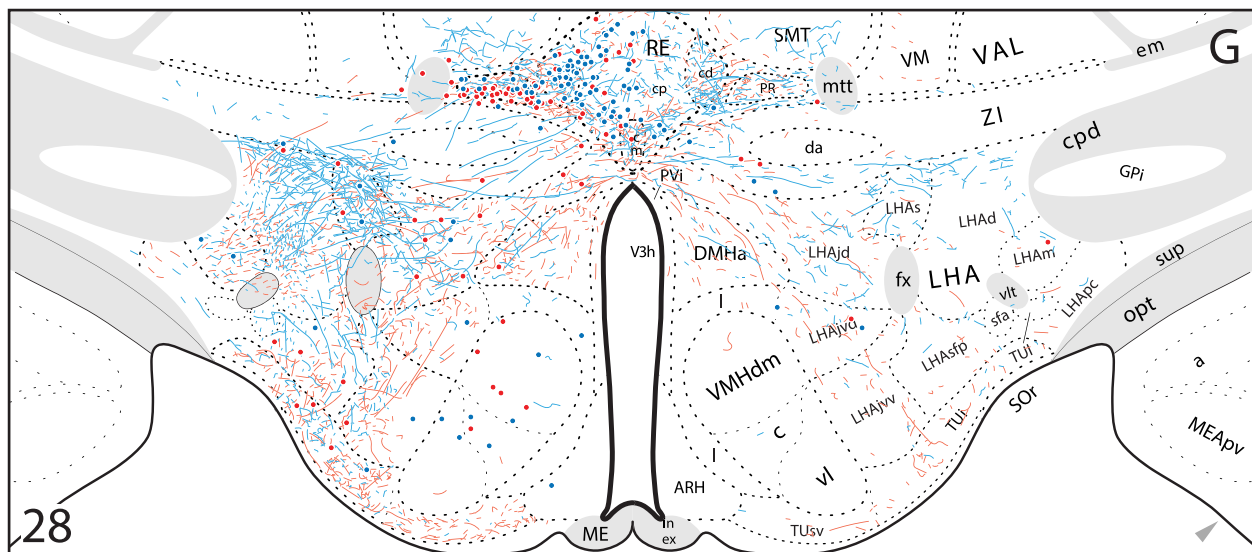 G
RE
SMT
VM
VAL
em
cd
cp
PR
mtt
ZI
cpd
c
m
da
GPi
PVi
LHAs
LHAd
V3h
DMHa
LHAjd
fx
LHA
LHAm
sup
vlt
LHApc
opt
l
sfa
LHAjvd
LHAsfp
TUl
a
VMHdm
SOr
LHAjvv
TUi
MEApv
c
l
vl
ARH
28
ME
In
ex
TUsv